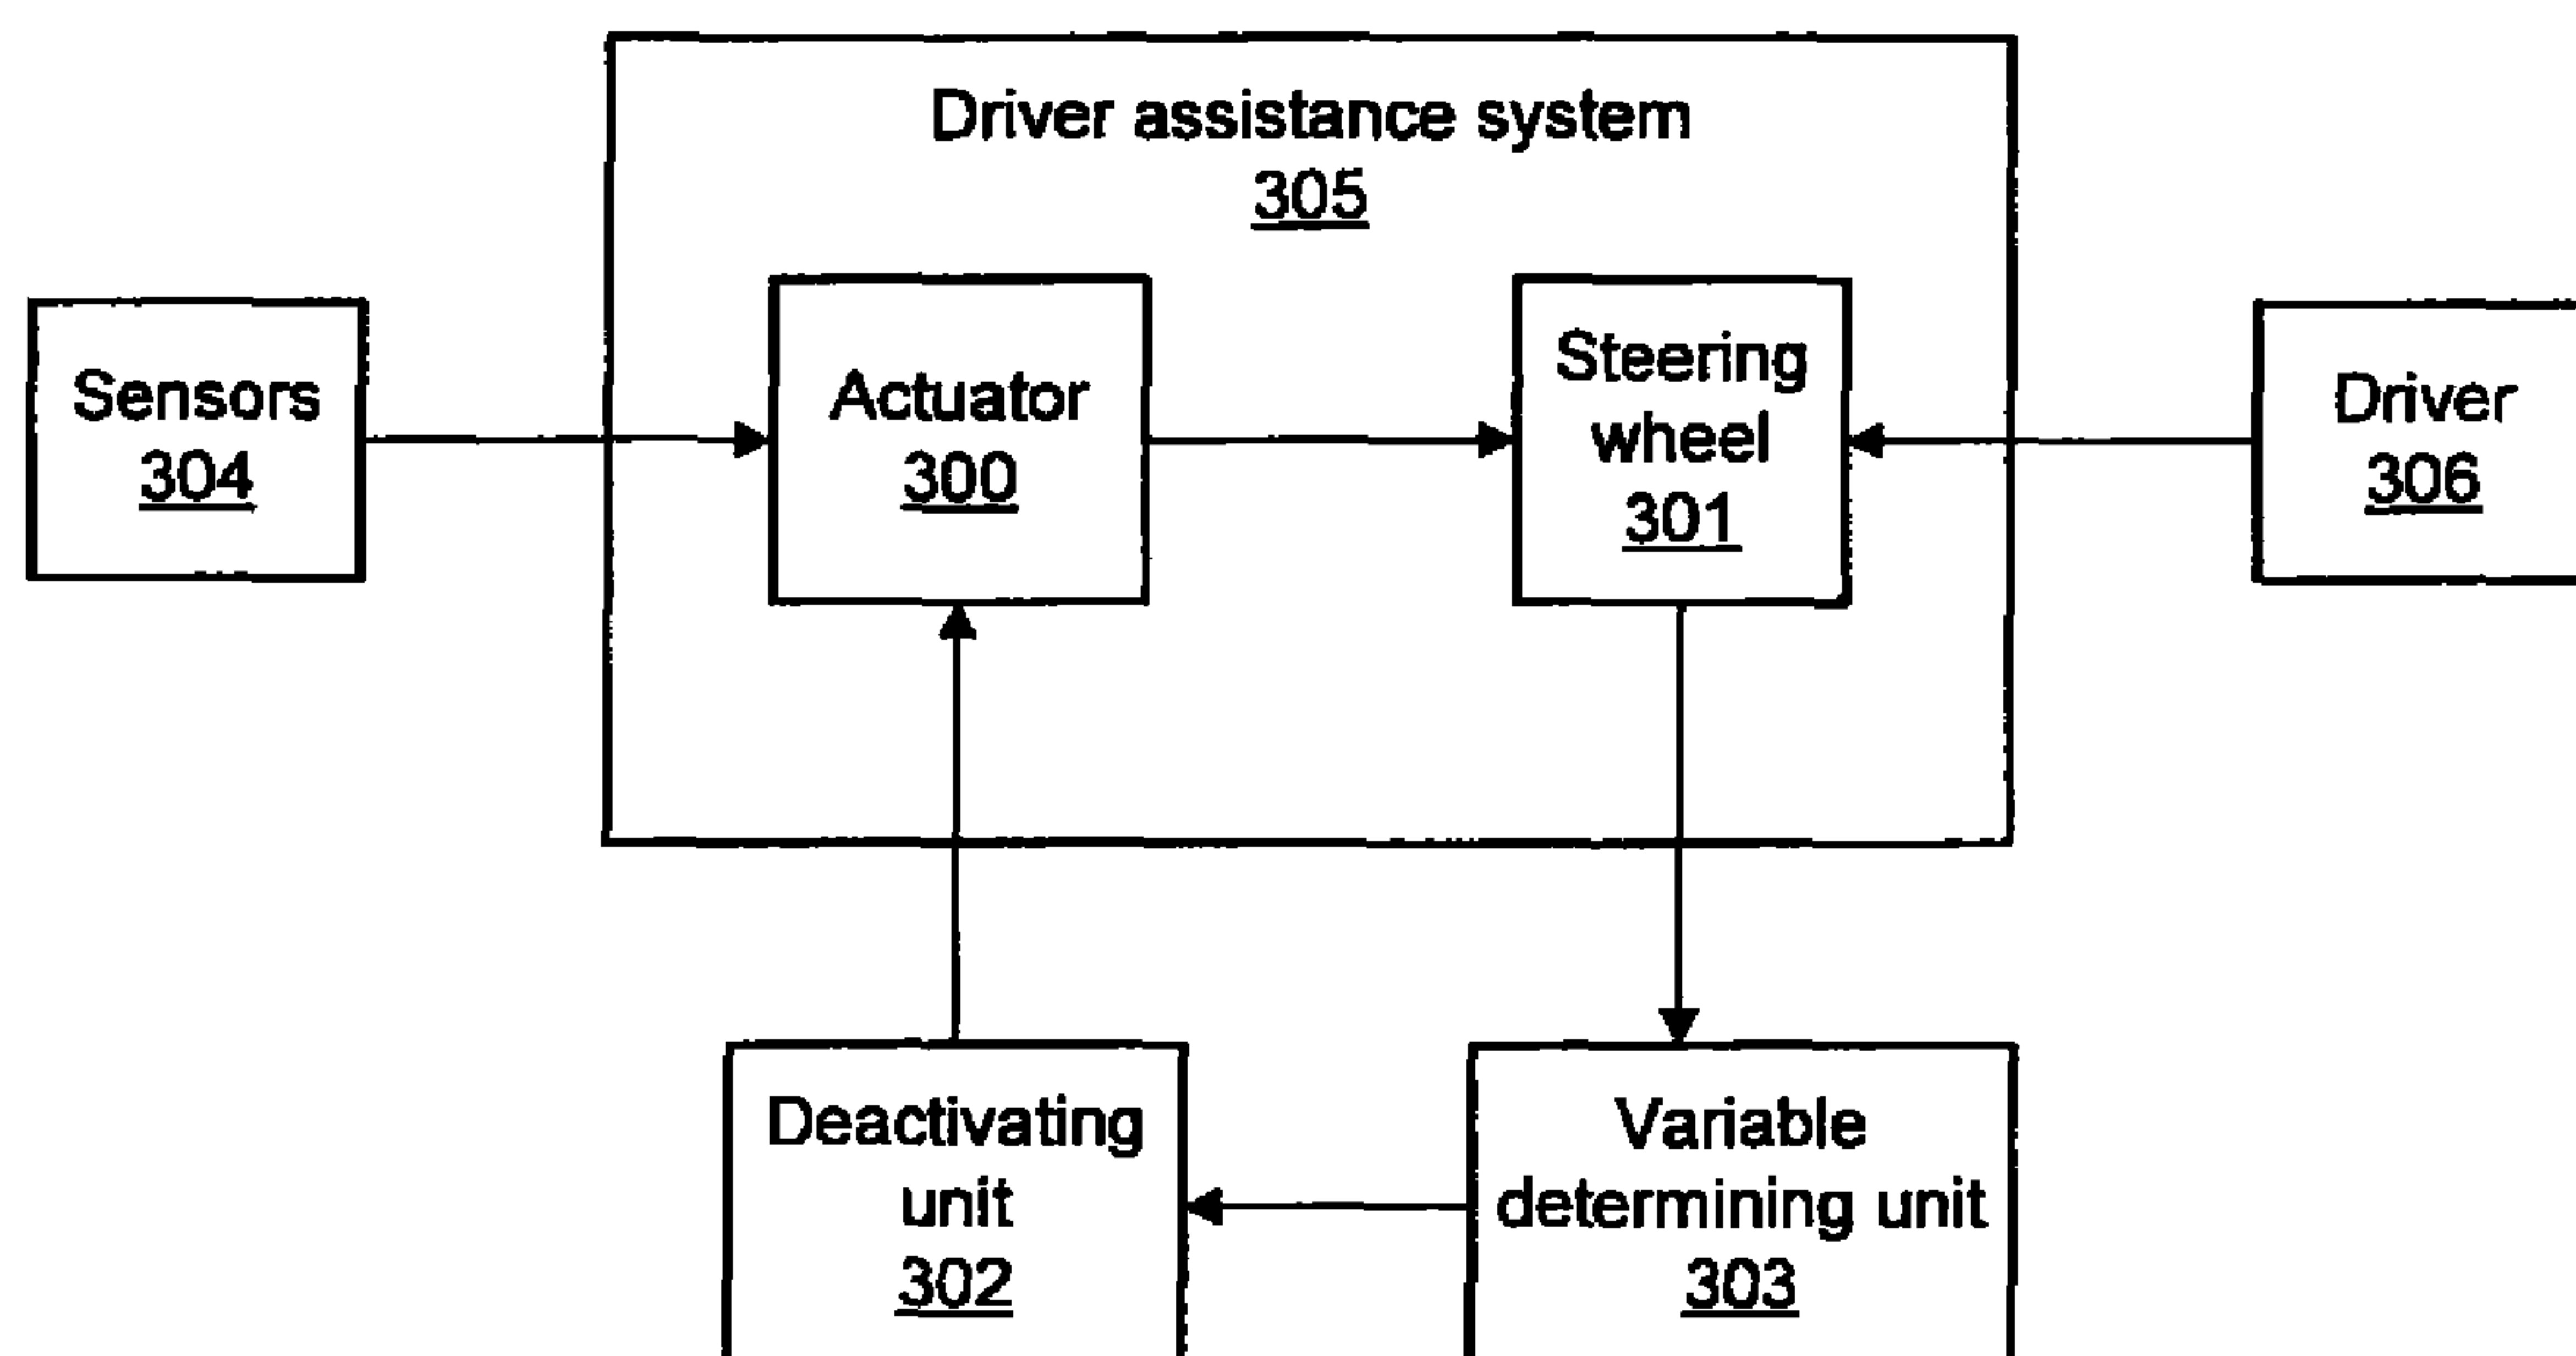 Driver assistance system
305
Sensors
304
Actuator
300
Steering
wheel
301
Driver
306
Deactivating
unit
302
Variable
determining unit
303